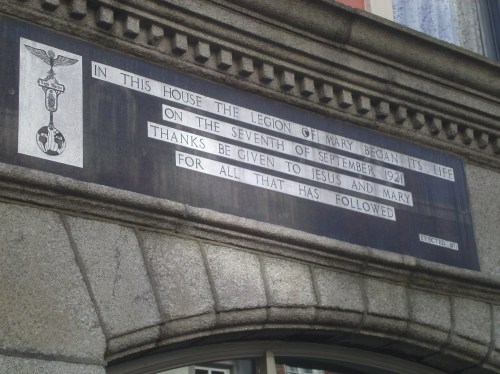 IN THIS HOUSE THE LEGION OF MARY BEGAN ITS LIFE
ON THE SEVENTH OF SEPTEMBER 1921
THANKS BE GIVEN TO JESUS AND MARY
FOR ALL THAT HAS FOLLOWED